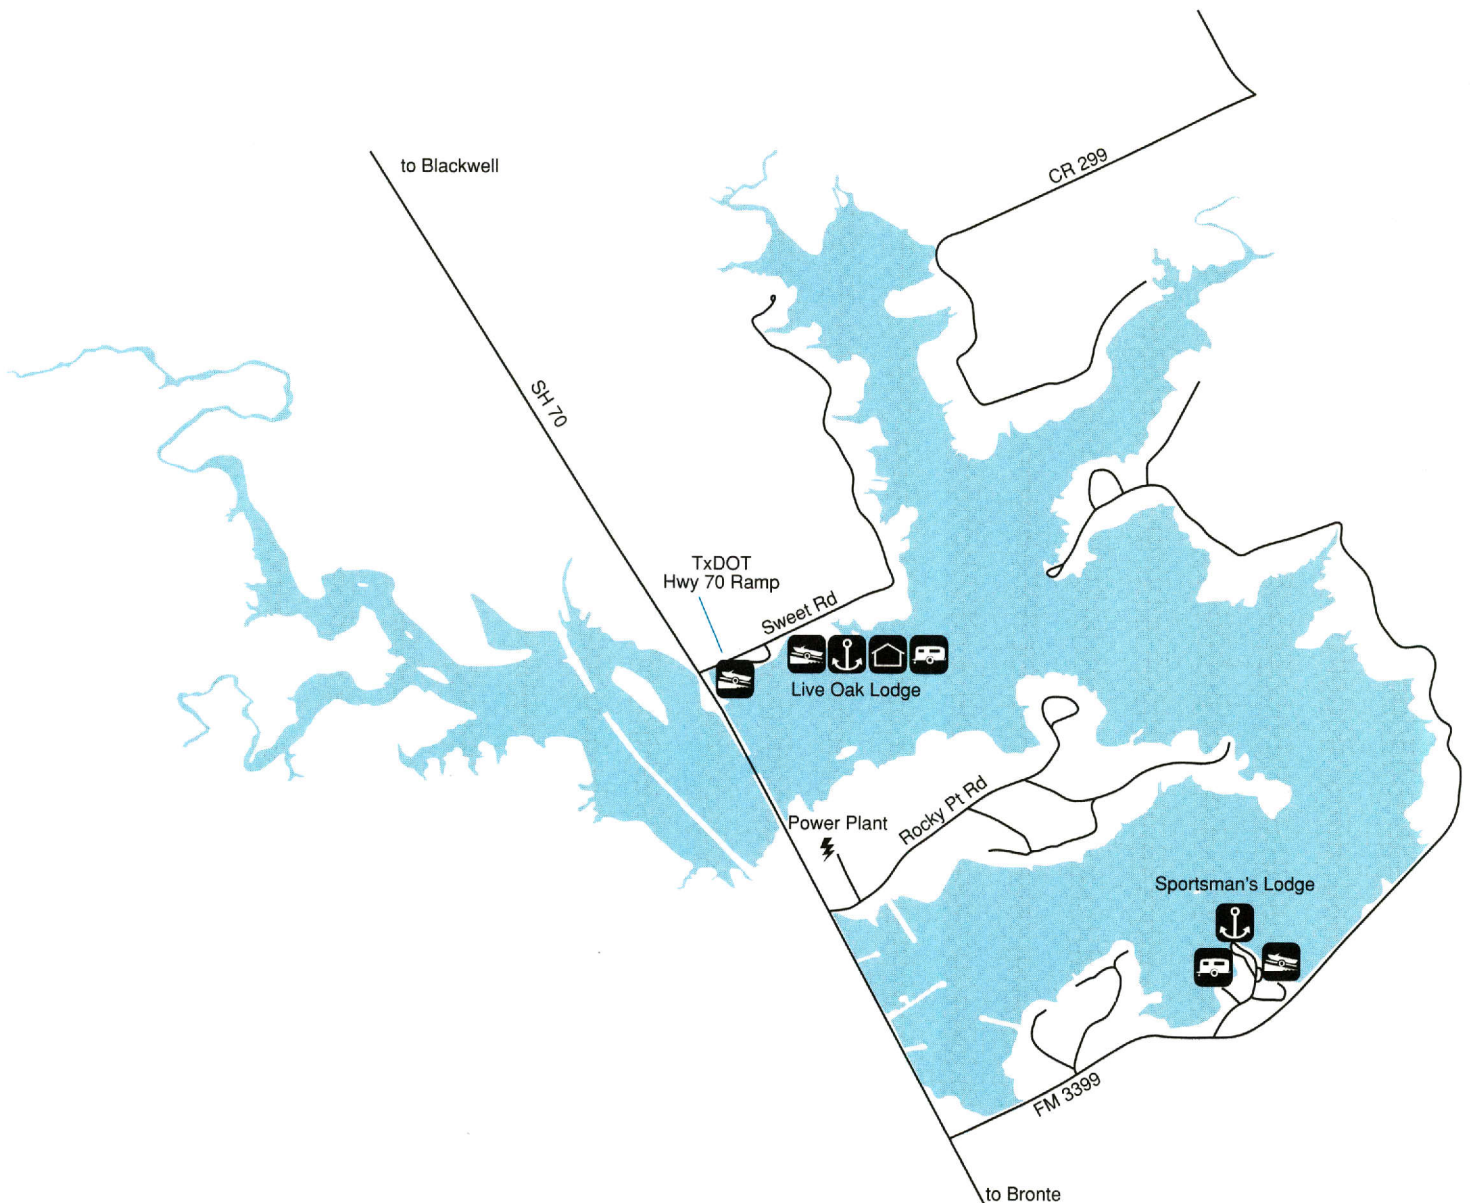 to Blackwell
CR 299
SH 70
TxDOT
Hwy 70 Ramp
Sweet Rd
Live Oak Lodge
Rocky Pt Rd
Power Plant
Sportsman's Lodge
FM 3399
to Bronte